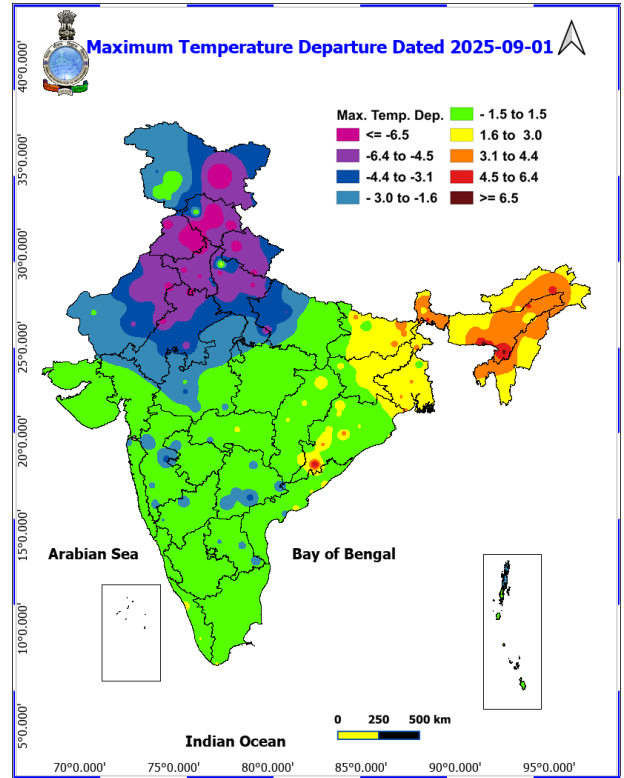 Maximum Temperature Departure Dated 2025-09-01
Max. Temp. Dep.
<= -6.5
-6.4 to -4.5
-4.4 to -3.1
- 3.0 to -1.6
- 1.5 to 1.5
1.6 to 3.0
3.1 to 4.4
4.5 to 6.4
>= 6.5
40°0.000'
35°0.000'
30°0.000'
25°0.000'
20°0.000'
15°0.000'
10°0.000'
5°0.000'
Arabian Sea
Bay of Bengal
Indian Ocean
0 250 500 km
70°0.000' 75°0.000' 80°0.000' 85°0.000' 90°0.000' 95°0.000'